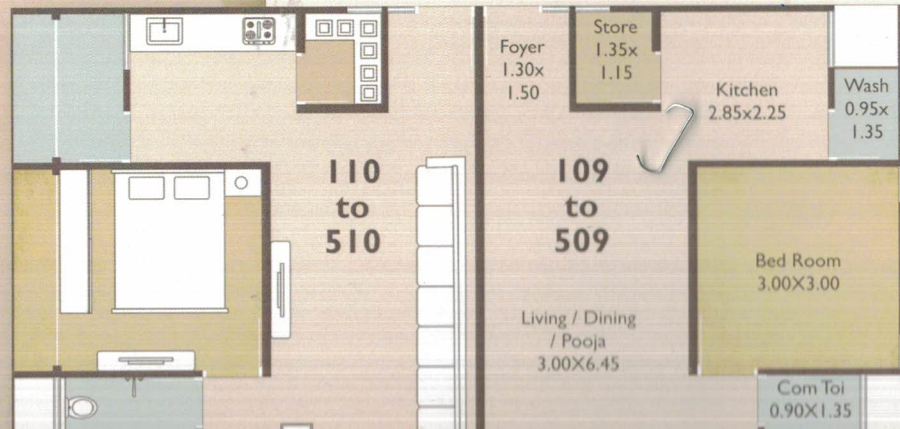 Foyer
1.30x
1.50
Store
1.35x
1.15
Kitchen
2.85x2.25
Wash
0.95x
1.35
110
to
510
109
to
509
Bed Room
3.00X3.00
Living / Dining
/ Pooja
3.00X6.45
Com Toi
0.90X1.35